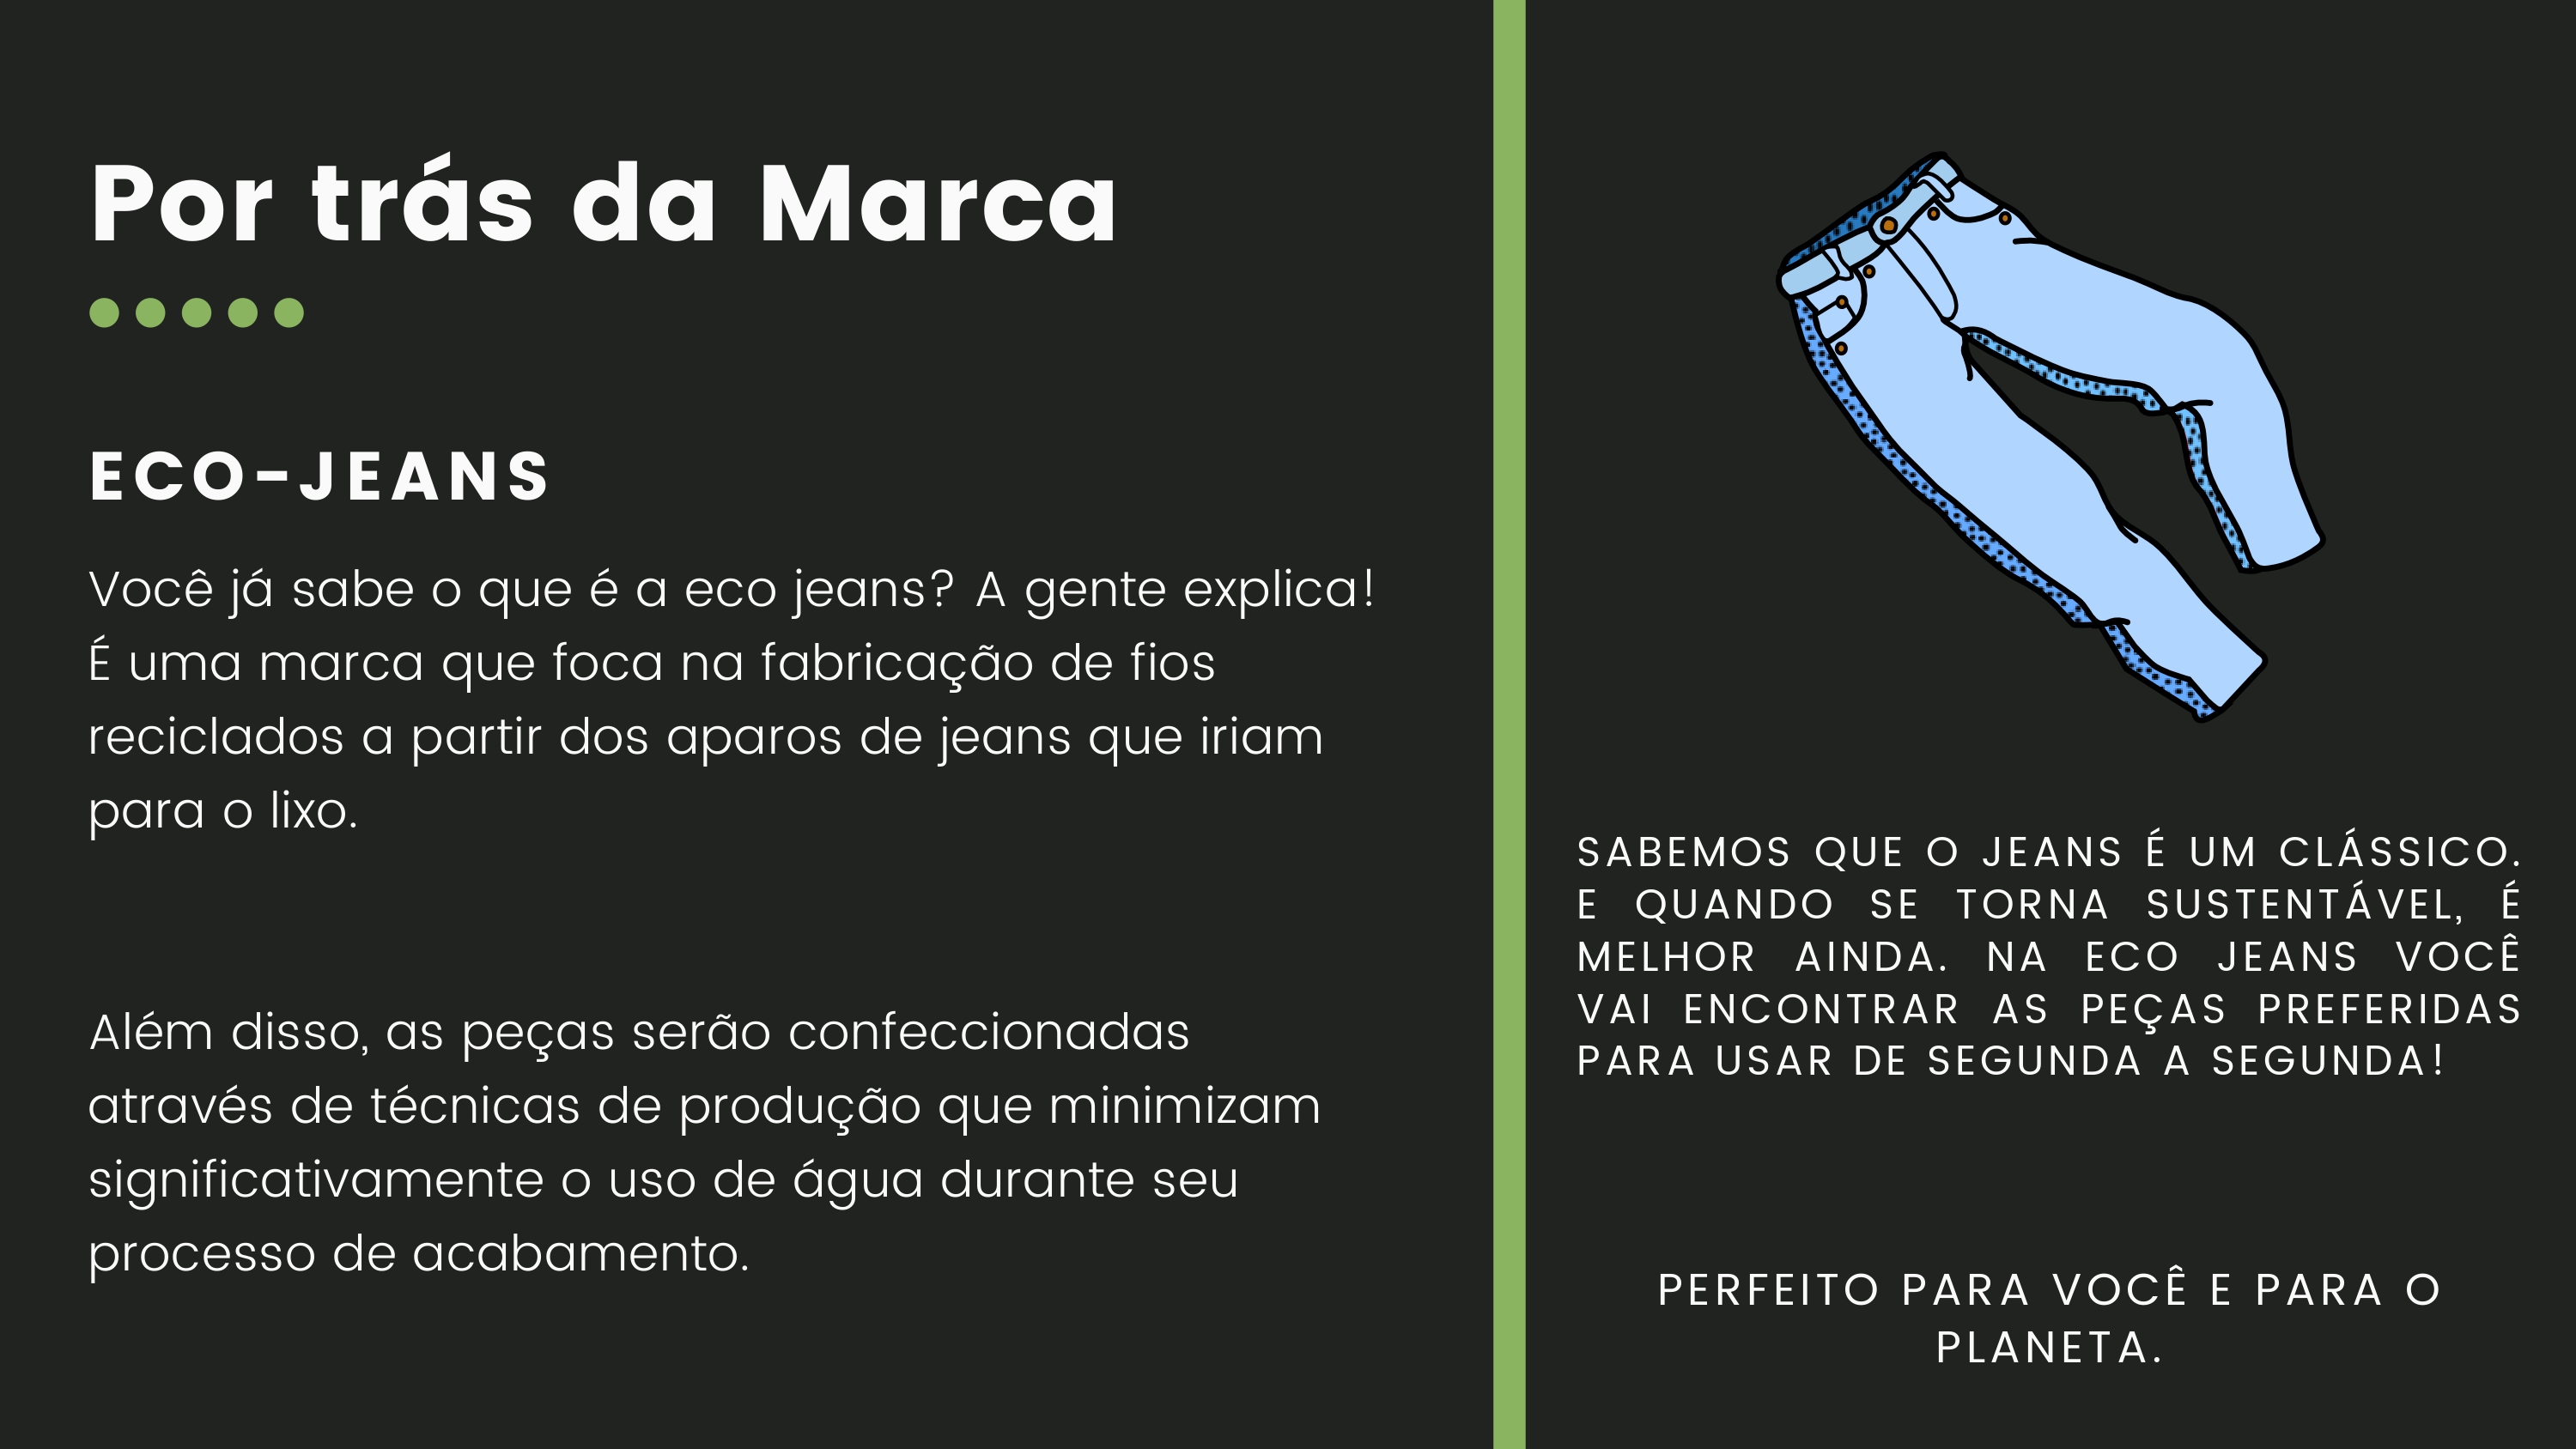 Por trás da Marca
ECO-JEANS
Você já sabe o que é a eco jeans? A gente explica!
É uma marca que foca na fabricação de fios
reciclados a partir dos aparos de jeans que iriam
para o lixo.
Além disso, as peças serão confeccionadas
através de técnicas de produção que minimizam
significativamente o uso de água durante seu
processo de acabamento.
SABEMOS QUE O JEANS É UM CLÁSSICO.
E QUANDO SE TORNA SUSTENTÁVEL, É
MELHOR AINDA. NA ECO JEANS VOCÊ
VAI ENCONTRAR AS PEÇAS PREFERIDAS
PARA USAR DE SEGUNDA A SEGUNDA!
PERFEITO PARA VOCÊ E PARA O
PLANETA.